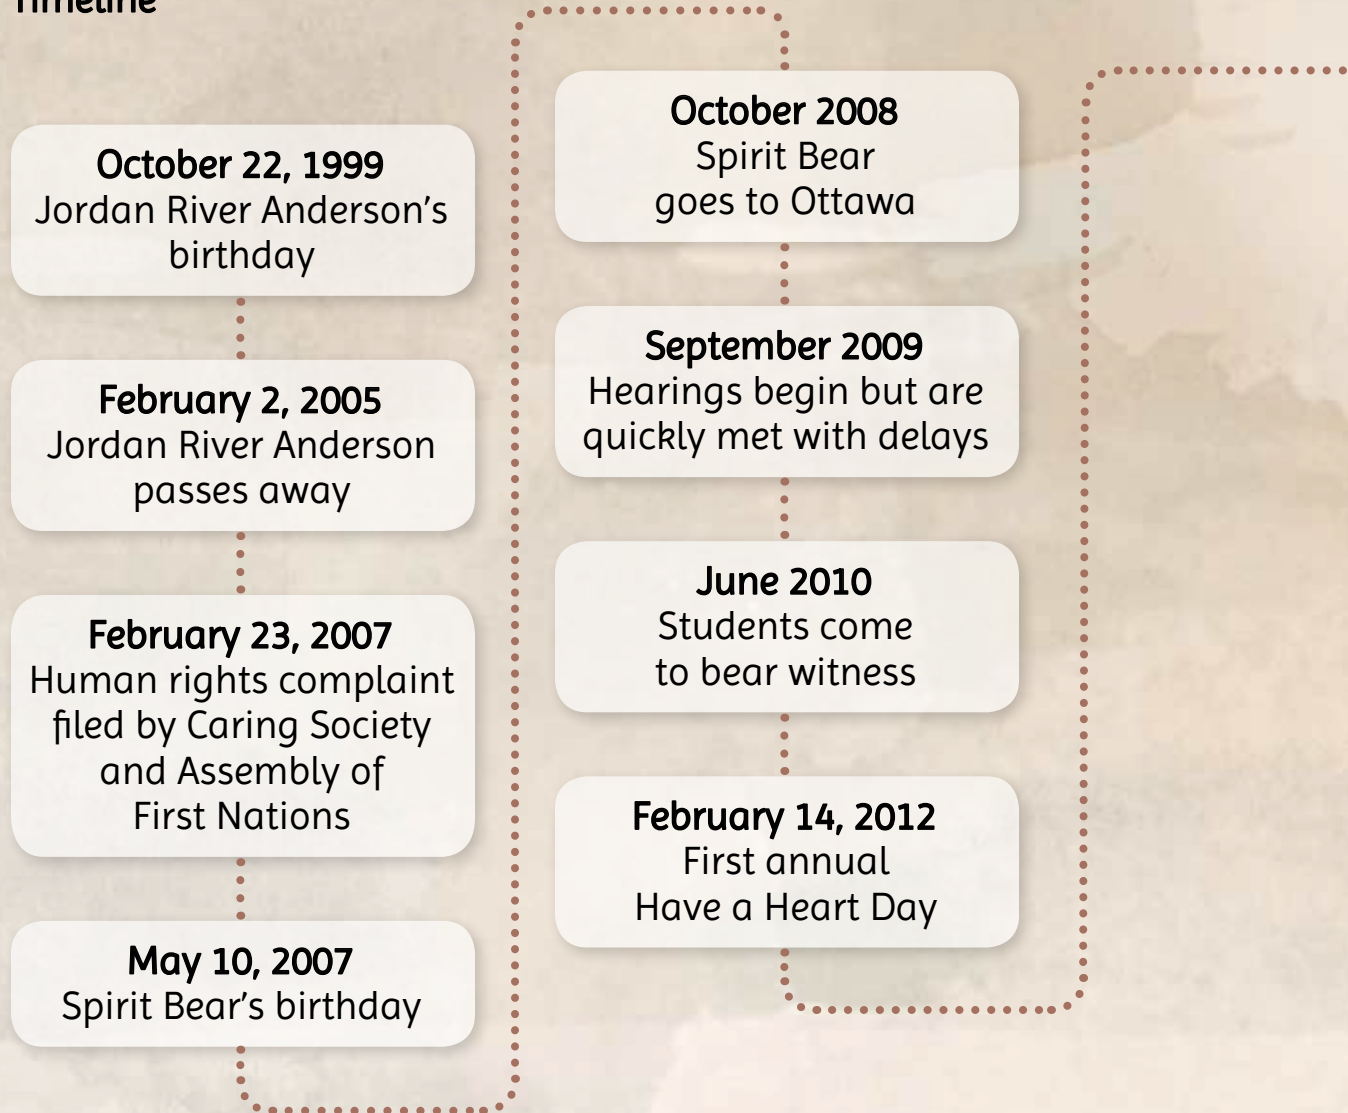 Timeline
October 22, 1999
Jordan River Anderson’s
birthday
February 2, 2005
Jordan River Anderson
passes away
February 23, 2007
Human rights complaint
filed by Caring Society
and Assembly of
First Nations
May 10, 2007
Spirit Bear’s birthday
October 2008
Spirit Bear
goes to Ottawa
September 2009
Hearings begin but are
quickly met with delays
June 2010
Students come
to bear witness
February 14, 2012
First annual
Have a Heart Day